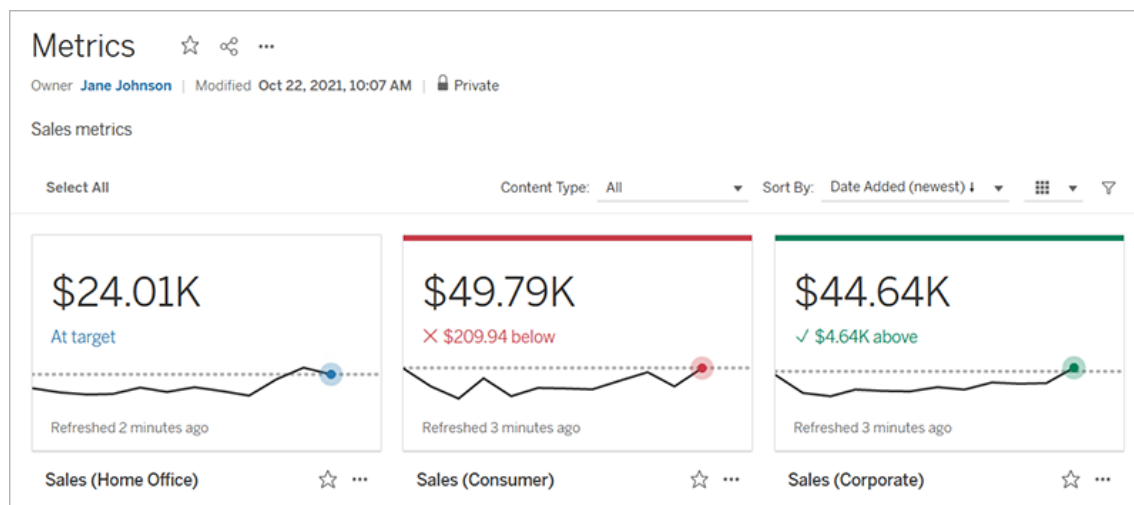 Metrics
Owner Jane Johnson | Modified Oct 22, 2021, 10:07 AM | Private
Sales metrics
Select All Content Type: All Sort By: Date Added (newest) ↓
$24.01K $49.79K $44.64K
At target × $209.94 below ✓ $4.64K above
Refreshed 2 minutes ago Refreshed 3 minutes ago Refreshed 3 minutes ago
Sales (Home Office) Sales (Consumer) Sales (Corporate)